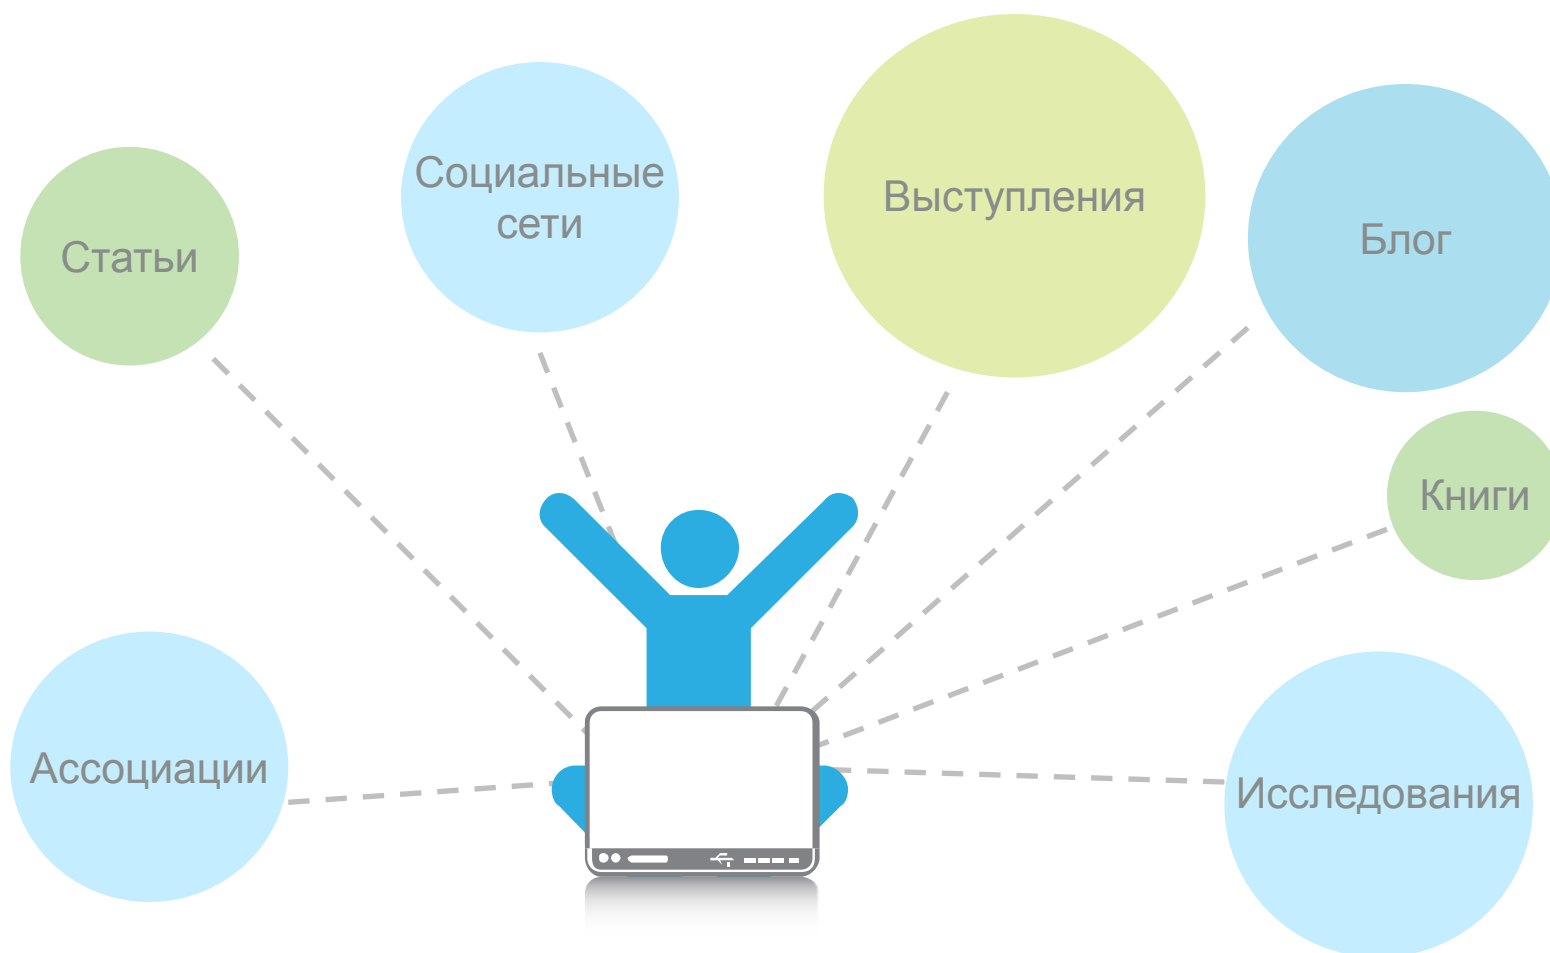 Статьи
Социальные
сети
Выступления
Блог
Книги
Ассоциации
Исследования